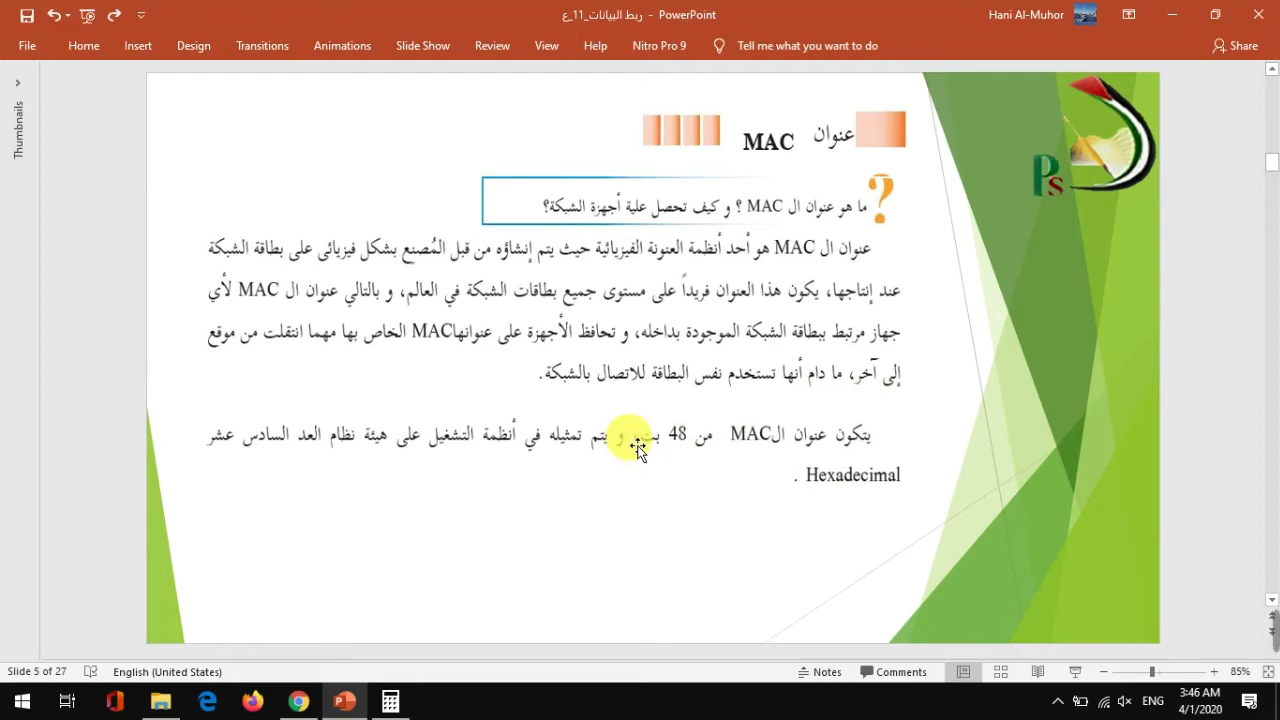 ربط البيانات_11_ع - PowerPoint
Hani Al-Muhor
File Home Insert Design Transitions Animations Slide Show Review View Help Nitro Pro 9 Tell me what you want to do Share
Thumbnails
عنوان MAC
Ps
ما هو عنوان ال MAC ؟ و كيف تحصل علية أجهزة الشبكة؟
?
عنوان ال MAC هو أحد أنظمة العنونة الفيزيائية حيث يتم إنشاؤه من قبل المُصنع بشكل فيزيائى على بطاقة الشبكة
عند إنتاجها، يكون هذا العنوان فريداً على مستوى جميع بطاقات الشبكة في العالم، و بالتالي عنوان ال MAC لأي
جهاز مرتبط ببطاقة الشبكة الموجودة بداخله، و تحافظ الأجهزة على عنوانهاMAC الخاص بها مهما انتقلت من موقع
إلى آخر، ما دام أنها تستخدم نفس البطاقة للاتصال بالشبكة.
يتكون عنوان الMAC من 48 بت، و يتم تمثيله في أنظمة التشغيل على هيئة نظام العد السادس عشر
Hexadecimal .
Slide 5 of 27 English (United States) Notes Comments 85%
ENG 3:46 AM
4/1/2020